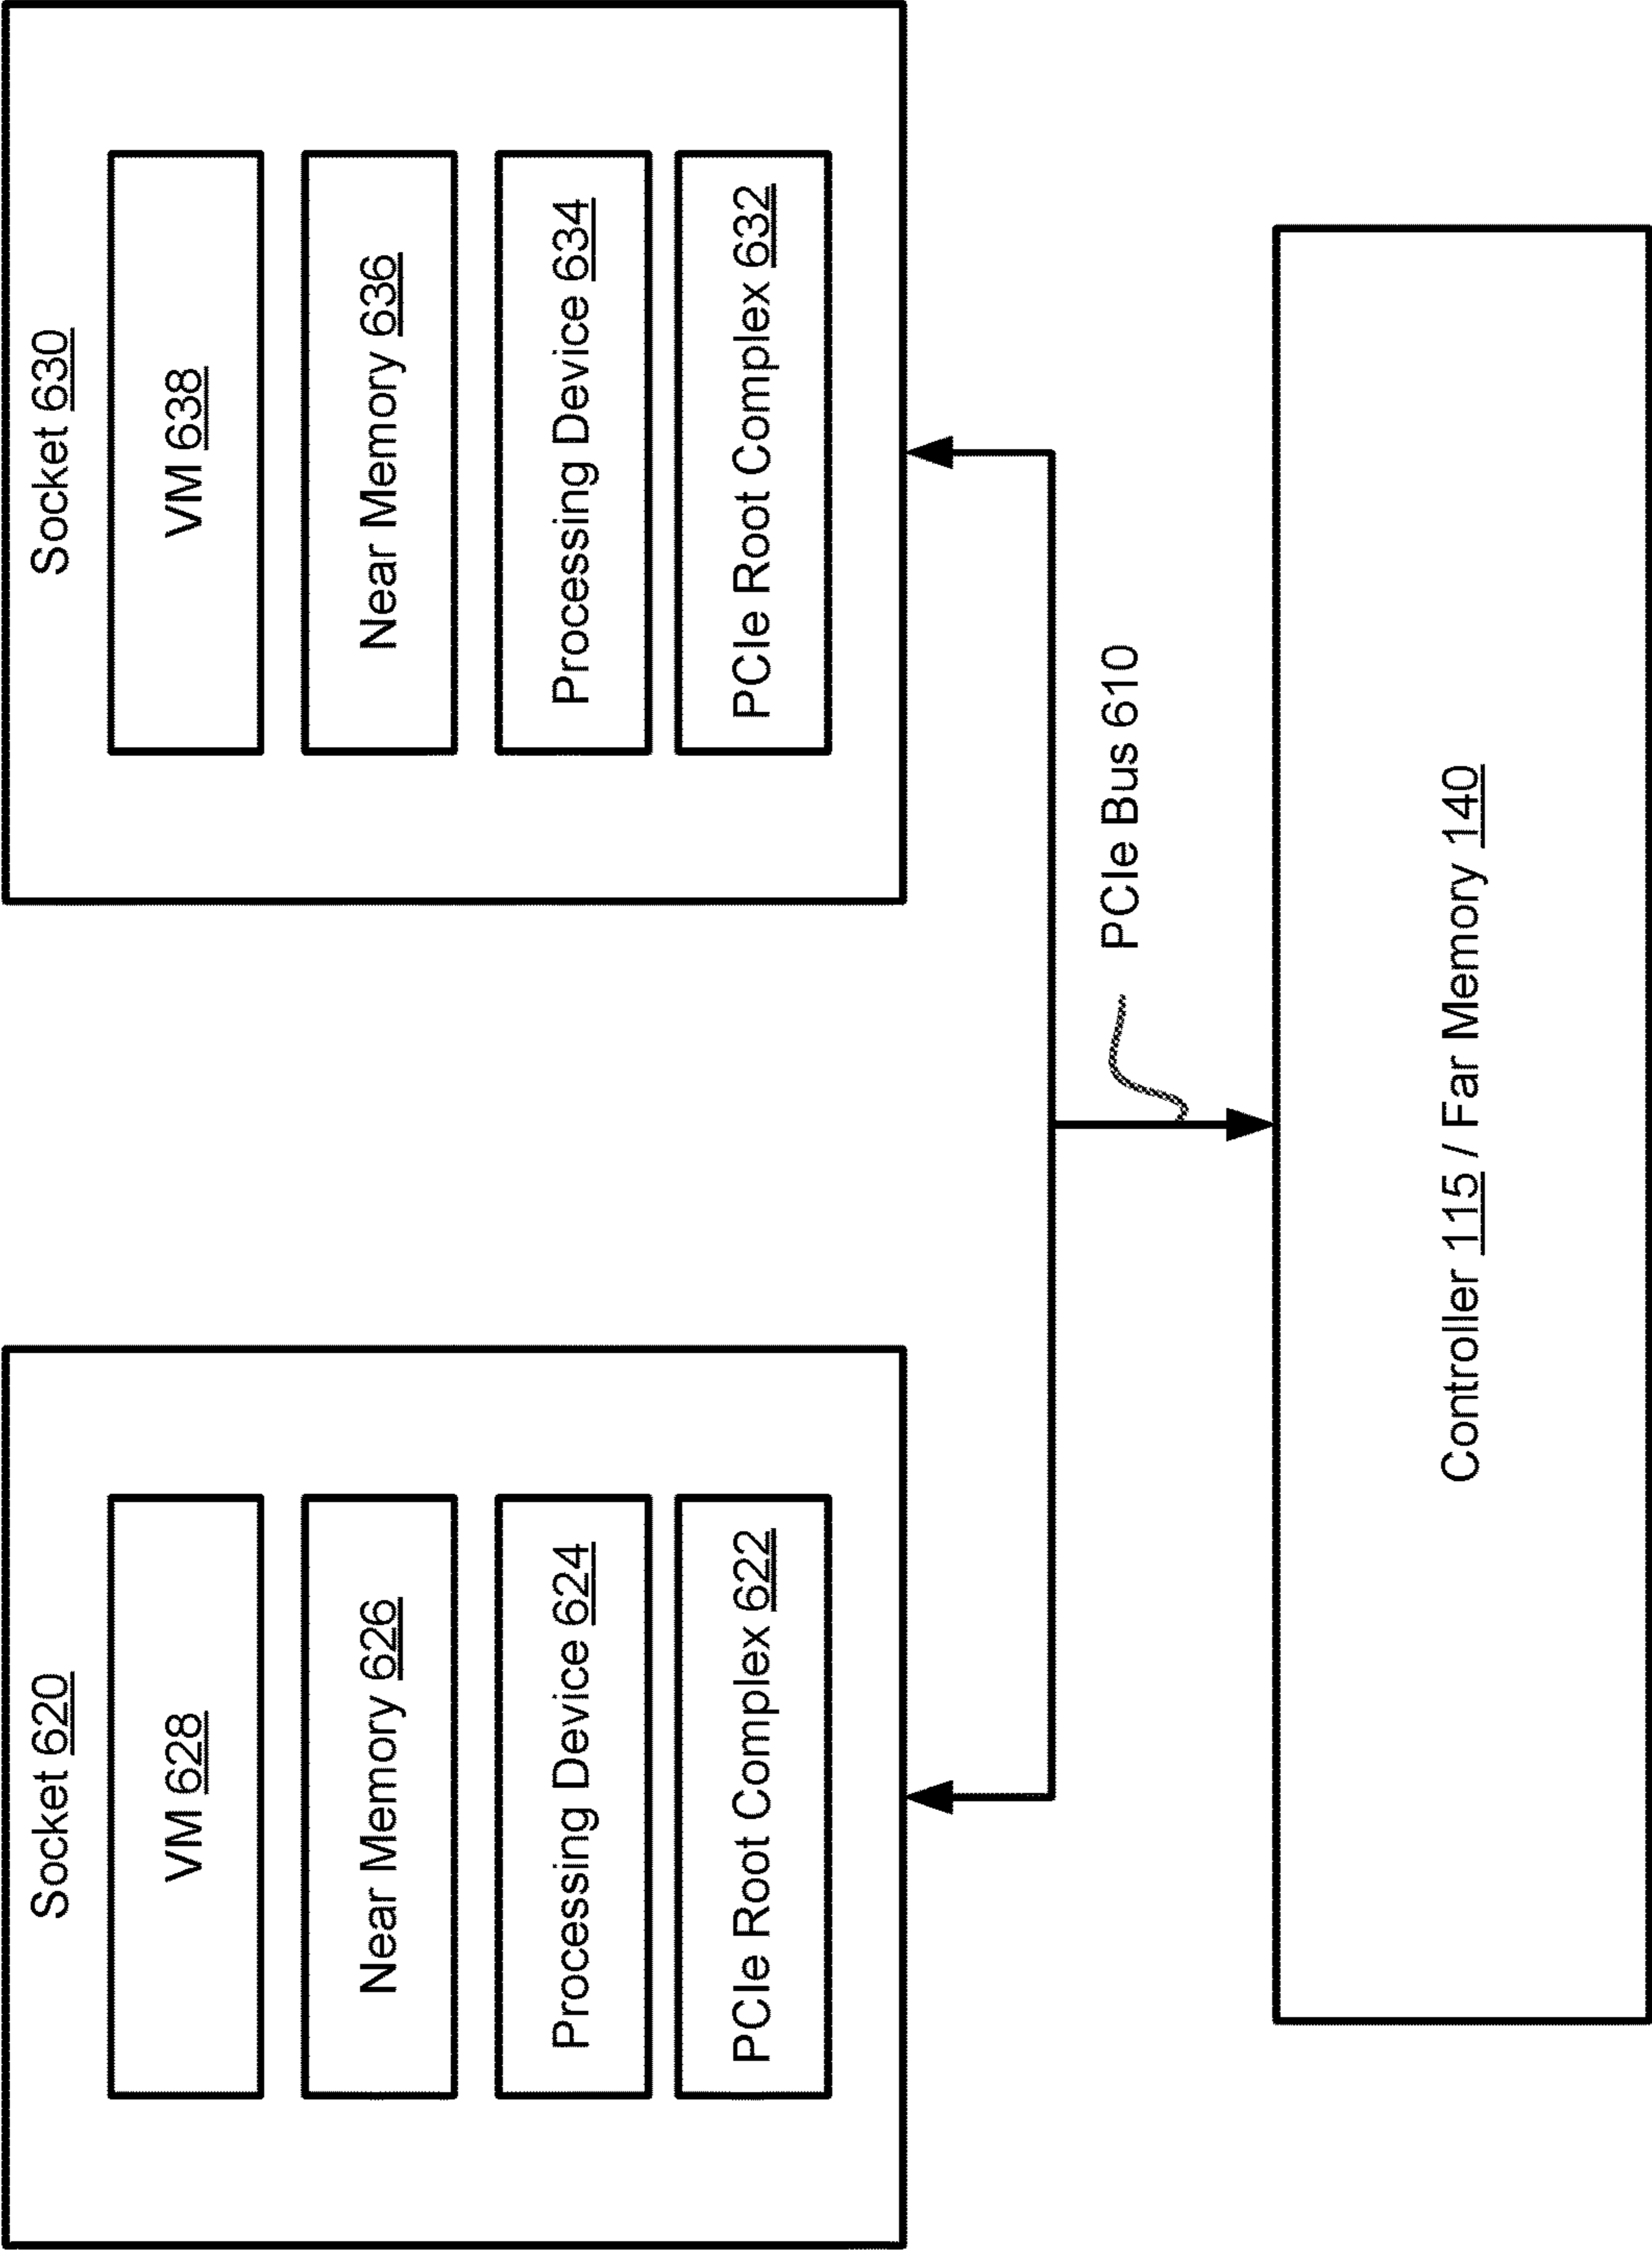 Socket 620
VM 628
Near Memory 626
Processing Device 624
PCIe Root Complex 622
Socket 630
VM 638
Near Memory 636
Processing Device 634
PCIe Root Complex 632
PCIe Bus 610
Controller 115 / Far Memory 140